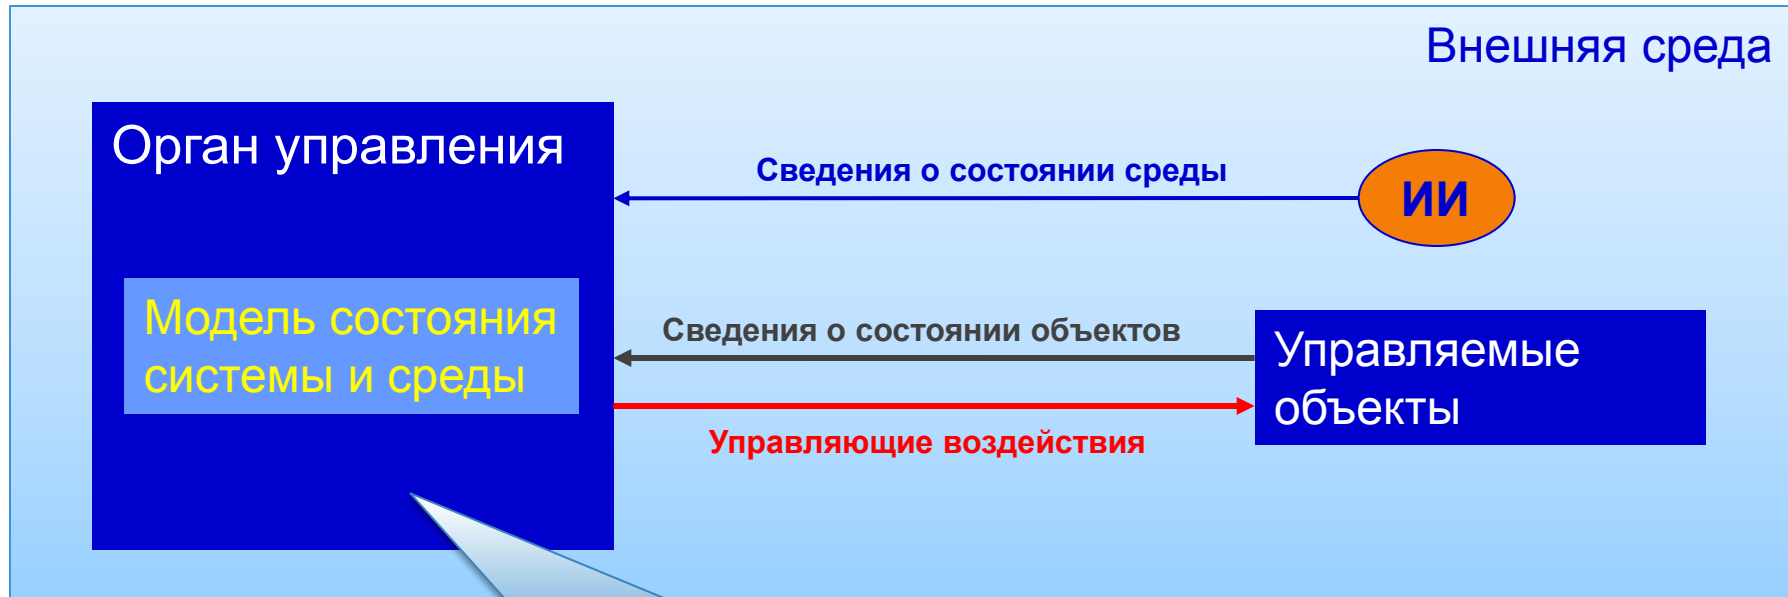 Внешняя среда
Орган управления
Сведения о состоянии среды
ИИ
Модель состояния
системы и среды
Сведения о состоянии объектов
Управляемые
объекты
Управляющие воздействия